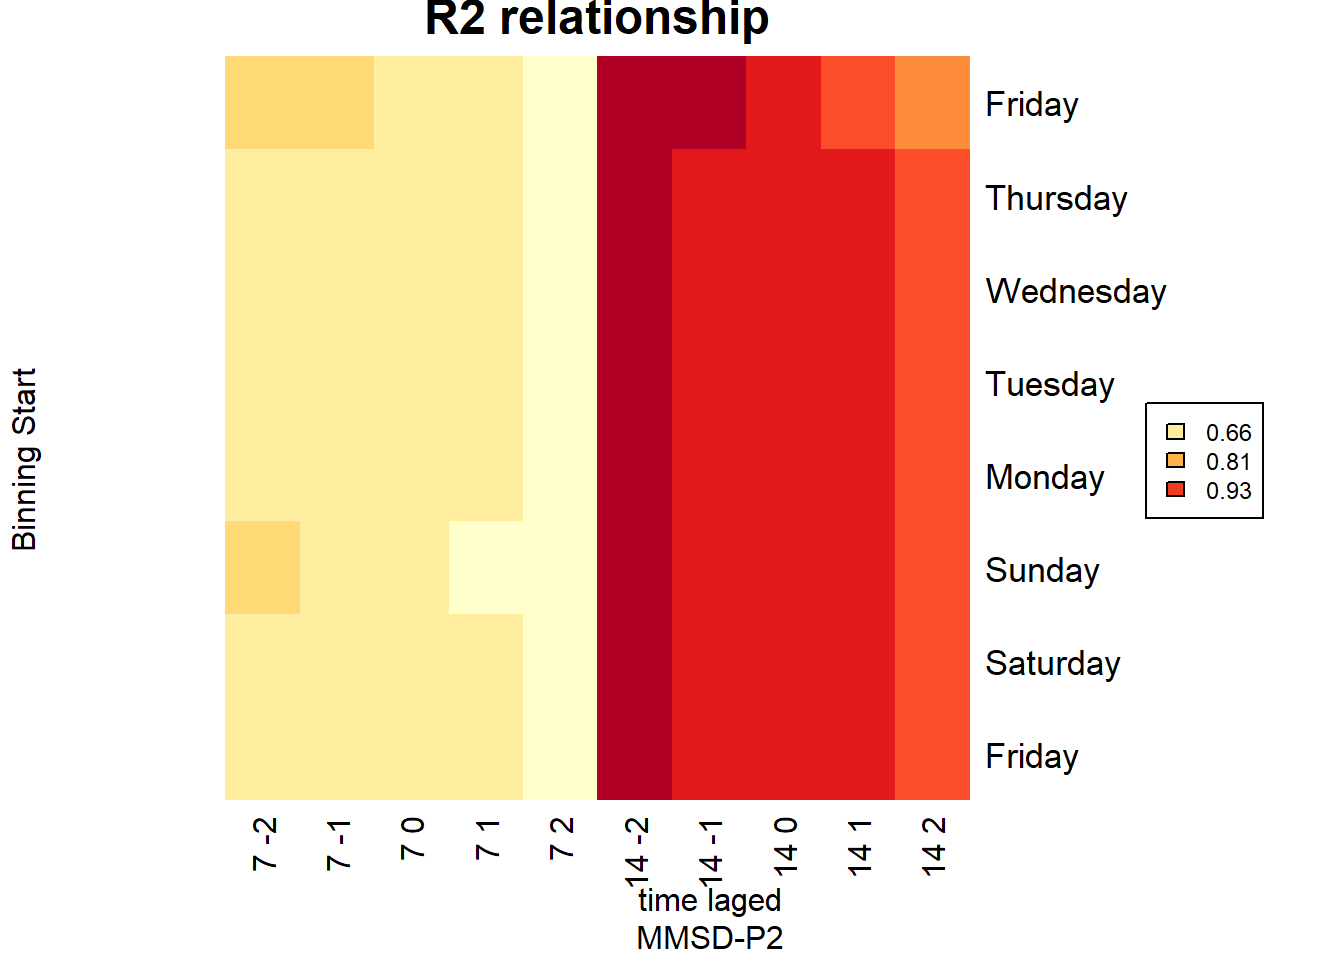 R2 relationship
Friday
Thursday
Wednesday
Tuesday
Monday
Sunday
Saturday
Friday
Binning Start
0.66
0.81
0.93
7 -2
7 -1
7 0
7 1
7 2
14 -2
14 -1
14 0
14 1
14 2
time laged
MMSD-P2